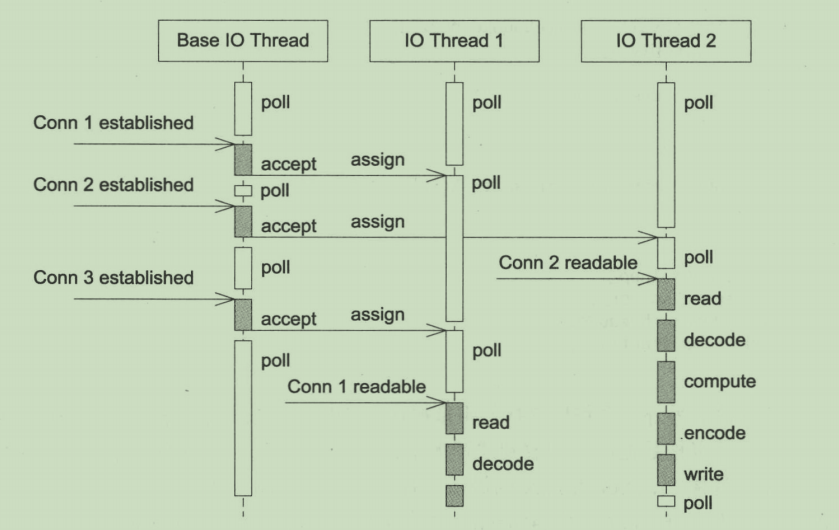 Base IO Thread
IO Thread 1
IO Thread 2
poll
poll
poll
Conn 1 established
accept
assign
poll
Conn 2 established
poll
accept
assign
poll
Conn 2 readable
poll
Conn 3 established
read
accept
assign
decode
poll
poll
Conn 1 readable
compute
read
encode
decode
write
poll